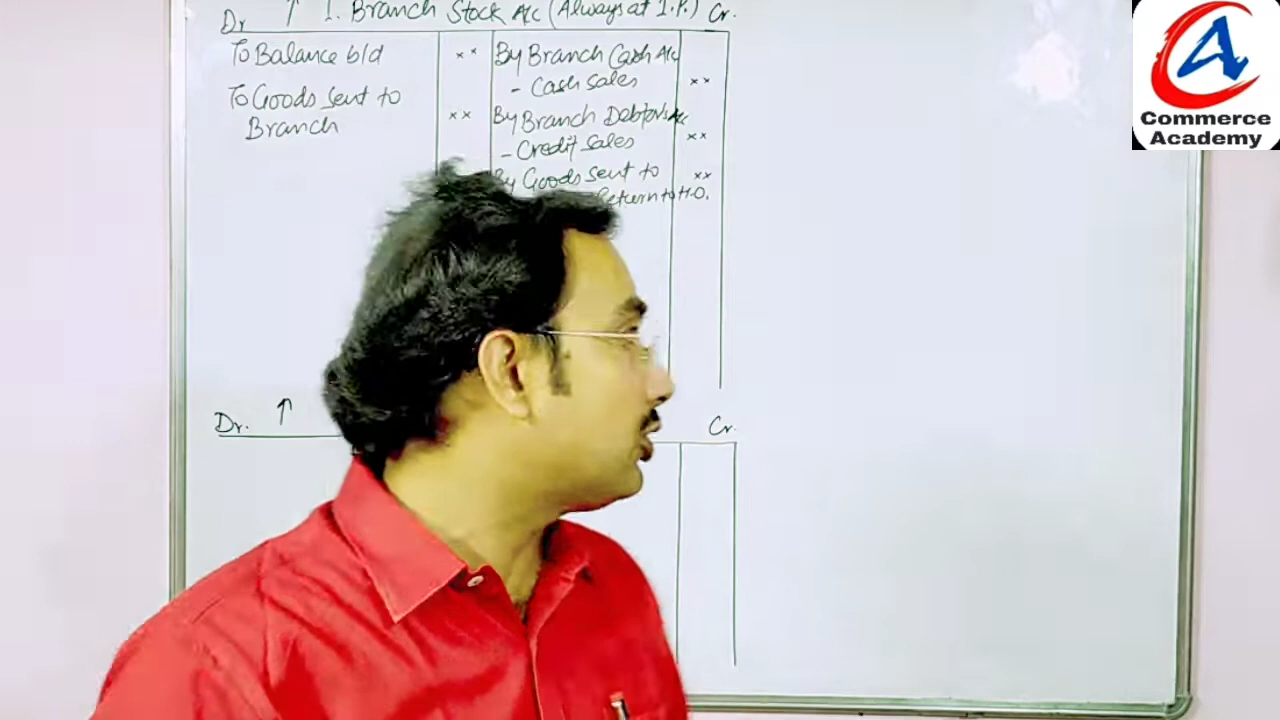 Dr ↑ 1. Branch Stock A/c (Always at I.P.) Cr.
To Balance b/d ××
To Goods sent to
Branch ××
By Branch Cash A/c
- Cash sales ××
By Branch Debtors A/c
- Credit Sales ××
By Goods sent to ××
Return to H.O.
Dr. ↑ Cr.
Commerce
Academy